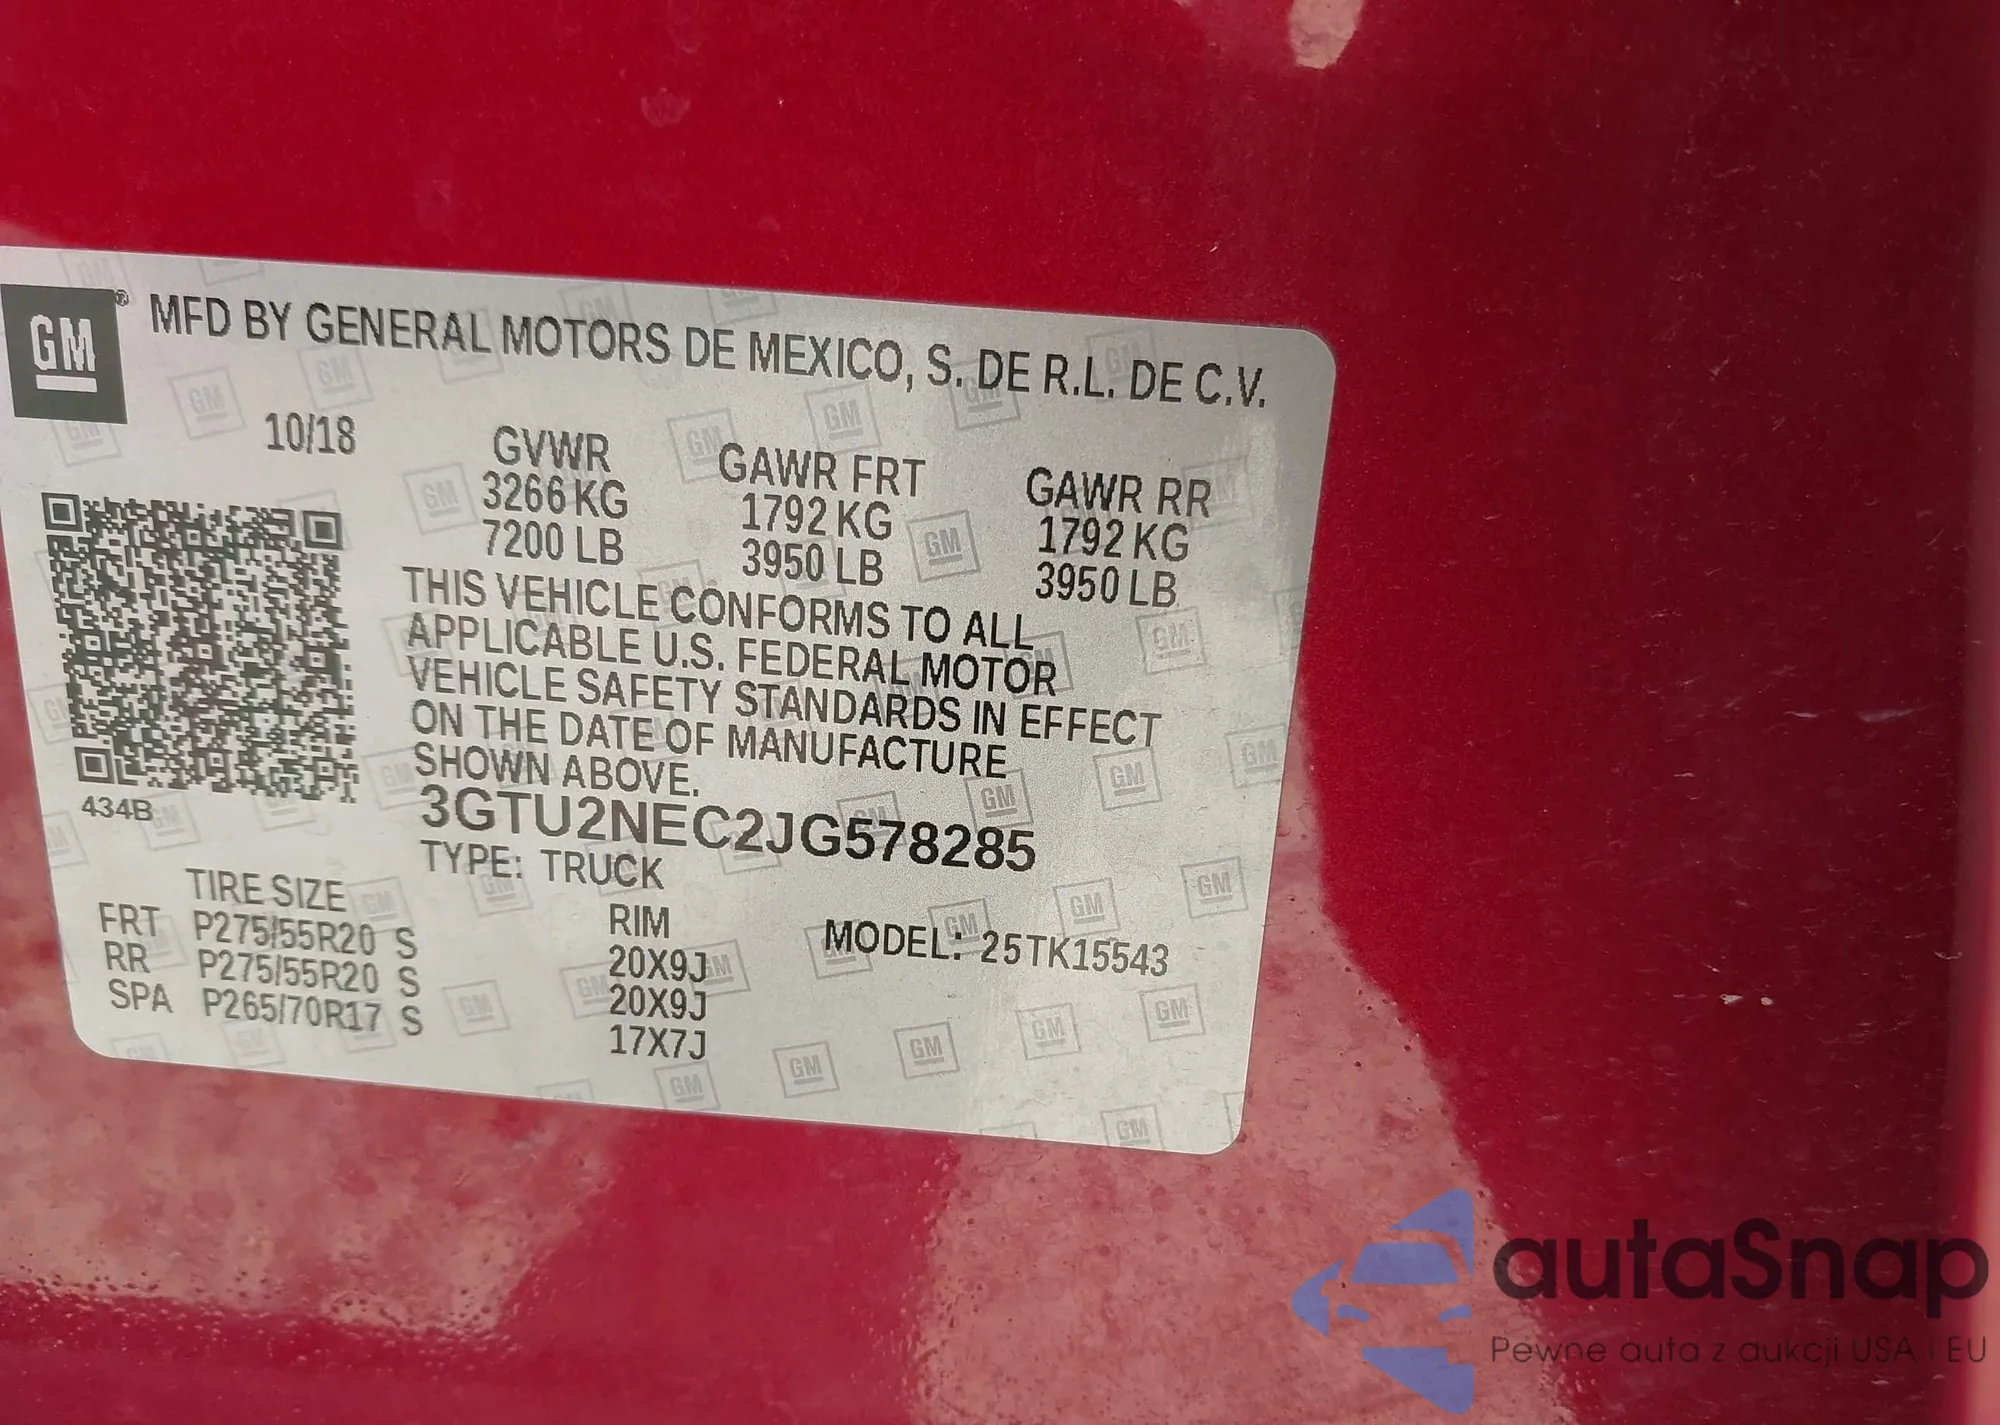 GM ® MFD BY GENERAL MOTORS DE MEXICO, S. DE R.L. DE C.V.
10/18
GVWR GAWR FRT GAWR RR
3266 KG 1792 KG 1792 KG
7200 LB 3950 LB 3950 LB
THIS VEHICLE CONFORMS TO ALL
APPLICABLE U.S. FEDERAL MOTOR
VEHICLE SAFETY STANDARDS IN EFFECT
ON THE DATE OF MANUFACTURE
SHOWN ABOVE.
434B
3GTU2NEC2JG578285
TYPE: TRUCK
TIRE SIZE RIM
FRT P275/55R20 S 20X9J
RR P275/55R20 S 20X9J
SPA P265/70R17 S 17X7J
MODEL: 25TK15543
autaSnap
Pewne auta z aukcji USA i EU